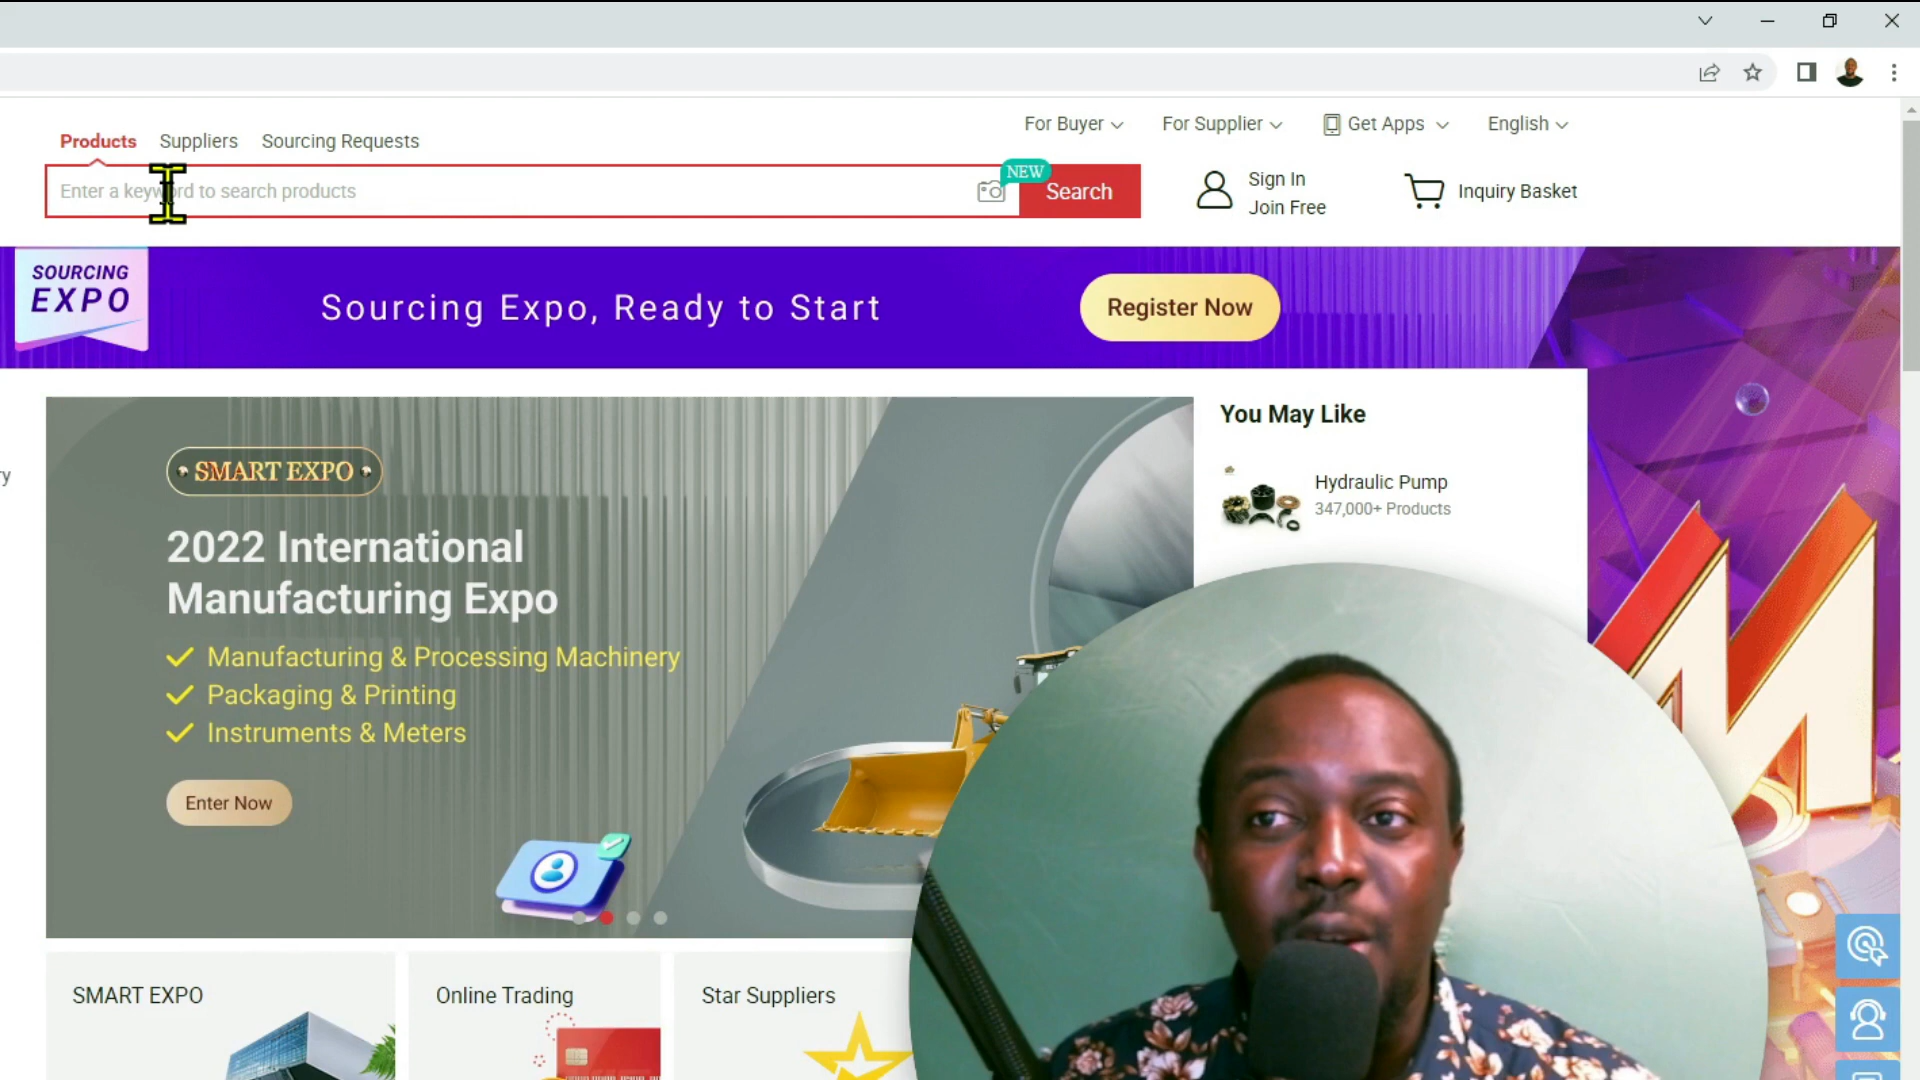 For Buyer
For Supplier
Get Apps
English
Products
Suppliers
Sourcing Requests
Enter a keyword to search products
NEW
Search
Sign In
Join Free
Inquiry Basket
SOURCING
EXPO
Sourcing Expo, Ready to Start
Register Now
ry
SMART EXPO
2022 International
Manufacturing Expo
Manufacturing & Processing Machinery
Packaging & Printing
Instruments & Meters
Enter Now
You May Like
Hydraulic Pump
347,000+ Products
M
SMART EXPO
Online Trading
Star Suppliers